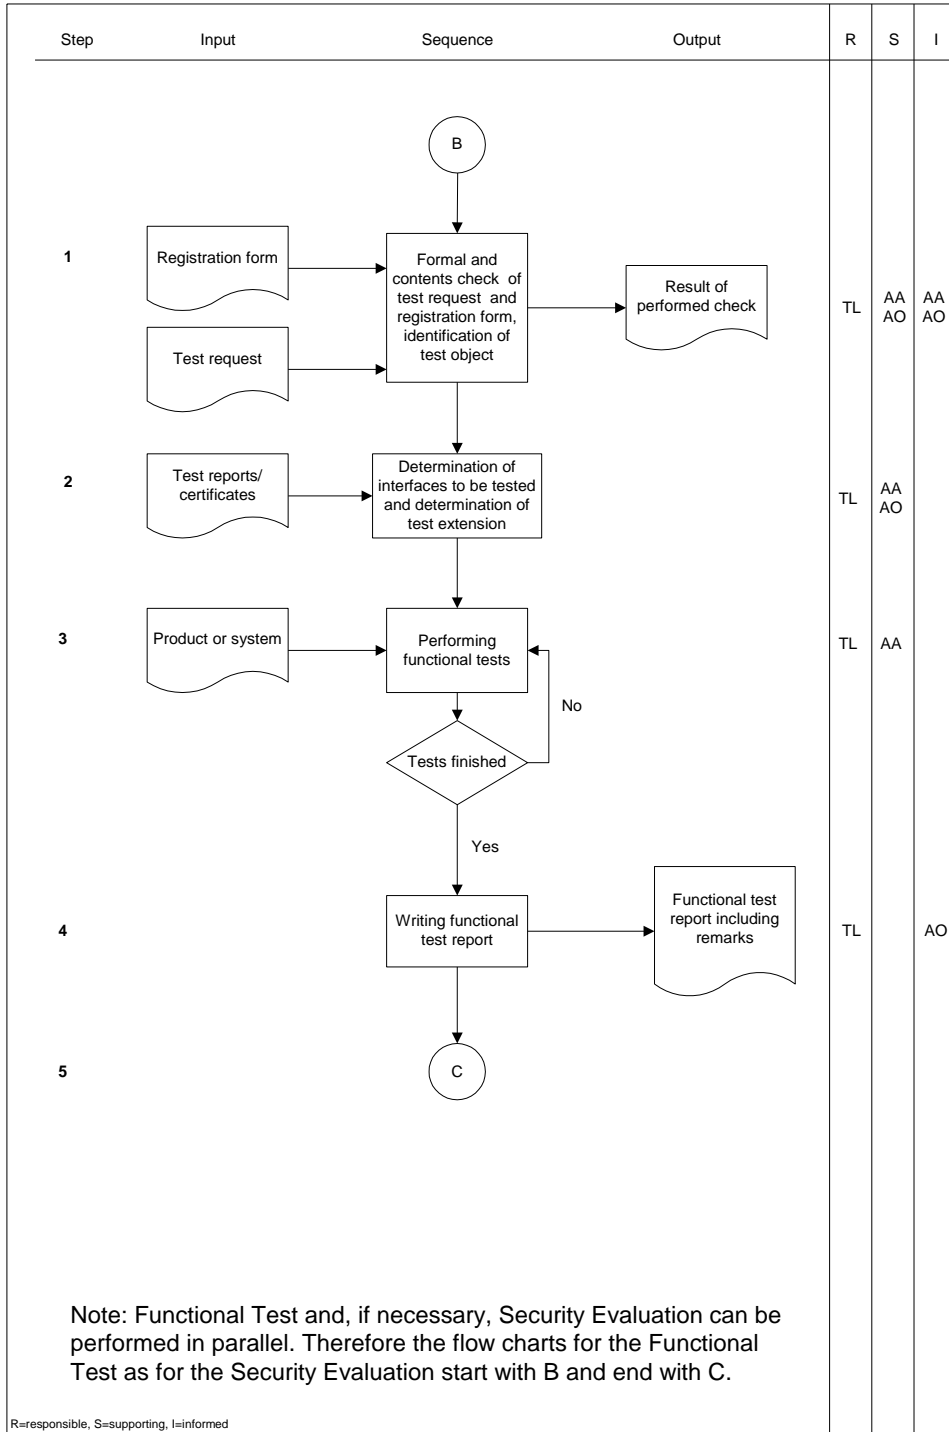 Step Input Sequence Output R S I
B
1
Registration form
Test request
Formal and
contents check of
test request and
registration form,
identification of
test object
Result of
performed check
TL
AA
AO
AA
AO
2
Test reports/
certificates
Determination of
interfaces to be tested
and determination of
test extension
TL
AA
AO
3
Product or system
Performing
functional tests
TL
AA
No
Tests finished
Yes
4
Writing functional
test report
Functional test
report including
remarks
TL
AO
5
C
Note: Functional Test and, if necessary, Security Evaluation can be
performed in parallel. Therefore the flow charts for the Functional
Test as for the Security Evaluation start with B and end with C.
R=responsible, S=supporting, I=informed